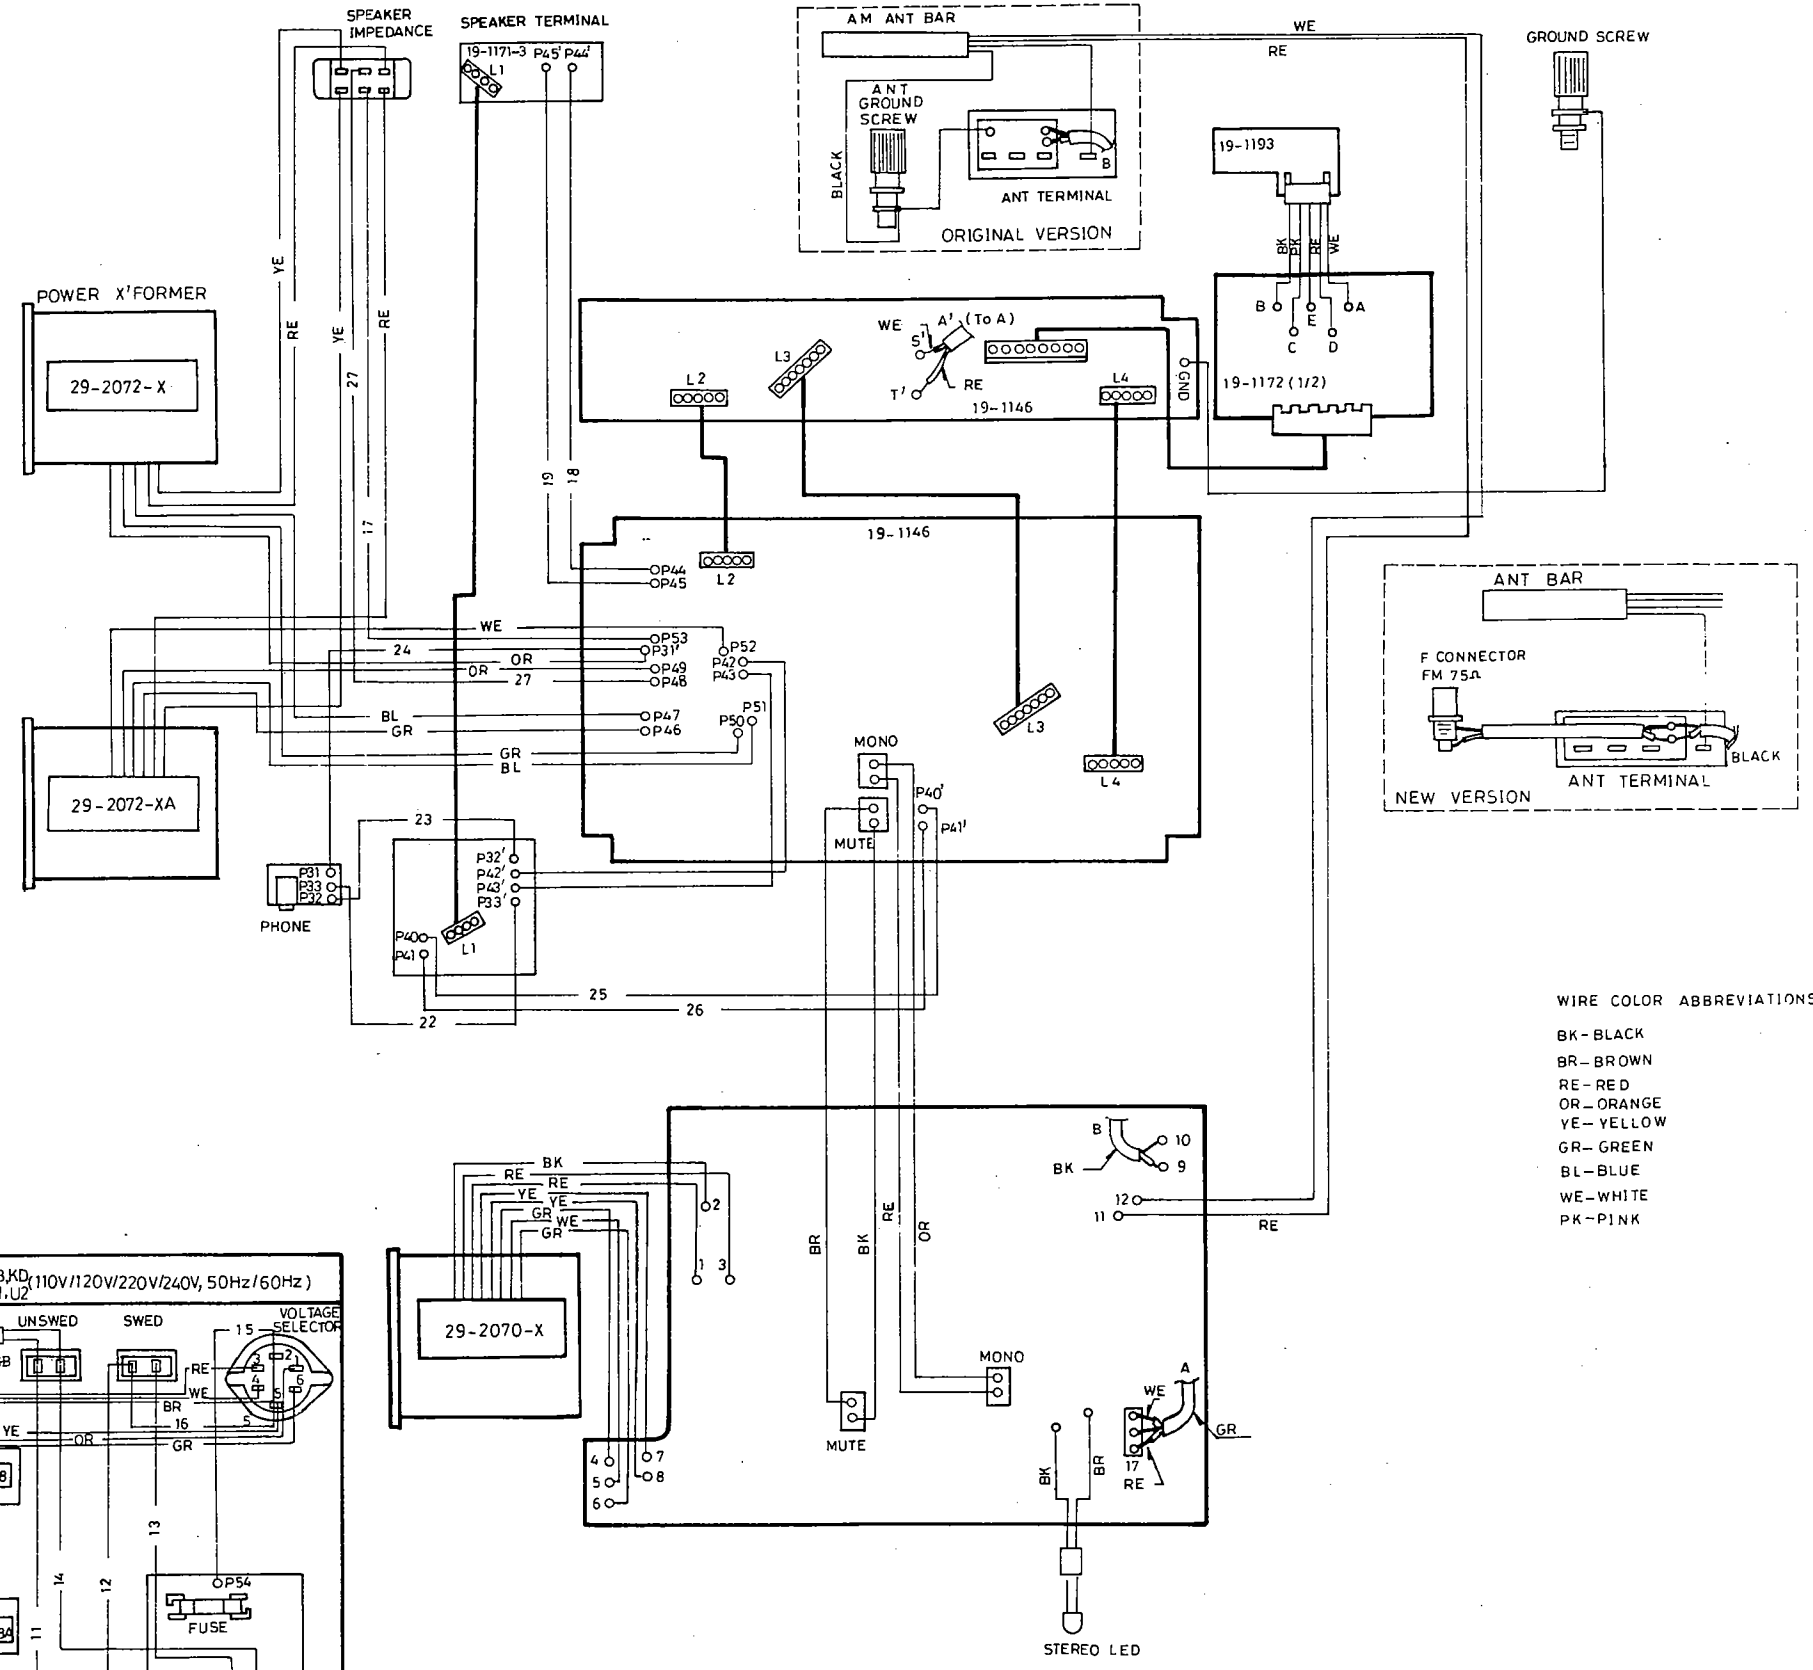 SPEAKER
IMPEDANCE
SPEAKER TERMINAL
19-1171-3 P45' P44'
L1
AM ANT BAR
ANT
GROUND
SCREW
BLACK
B
ANT TERMINAL
ORIGINAL VERSION
WE
RE
GROUND SCREW
19-1193
BK
PK
RE
WE
B
E
A
C
D
19-1172 (1/2)
POWER X'FORMER
29-2072-X
YE
RE
YE
27
RE
17
19
18
L3
L2
WE
S'
A' (To A)
T'
RE
L4
GND
19-1146
19-1146
L2
P44
P45
WE
24
OR
OR
27
P53
P31'
P49
P48
P52
P42
P43
BL
GR
GR
BL
P47
P46
P50
P51
L3
L4
MONO
MUTE
P40'
P41'
29-2072-XA
23
P31
P33
P32
PHONE
P32'
P42'
P43'
P33'
P40
P41
L1
25
26
22
ANT BAR
F CONNECTOR
FM 75Ω
BLACK
ANT TERMINAL
NEW VERSION
WIRE COLOR ABBREVIATIONS
BK-BLACK
BR-BROWN
RE-RED
OR-ORANGE
YE-YELLOW
GR-GREEN
BL-BLUE
WE-WHITE
PK-PINK
B
BK
10
9
12
11
RE
BK
RE
RE
YE
YE
GR
WE
GR
2
1
3
BR
BK
RE
OR
29-2070-X
4
5
6
7
8
MUTE
MONO
A
WE
GR
17
RE
BK
BR
STEREO LED
B,KD
U2
(110V/120V/220V/240V, 50Hz/60Hz)
UNSWED
SWED
VOLTAGE
SELECTOR
15
3
2
1
4
5
6
S
RE
WE
BR
16
YE
OR
GR
8
13
14
12
11
P54
FUSE